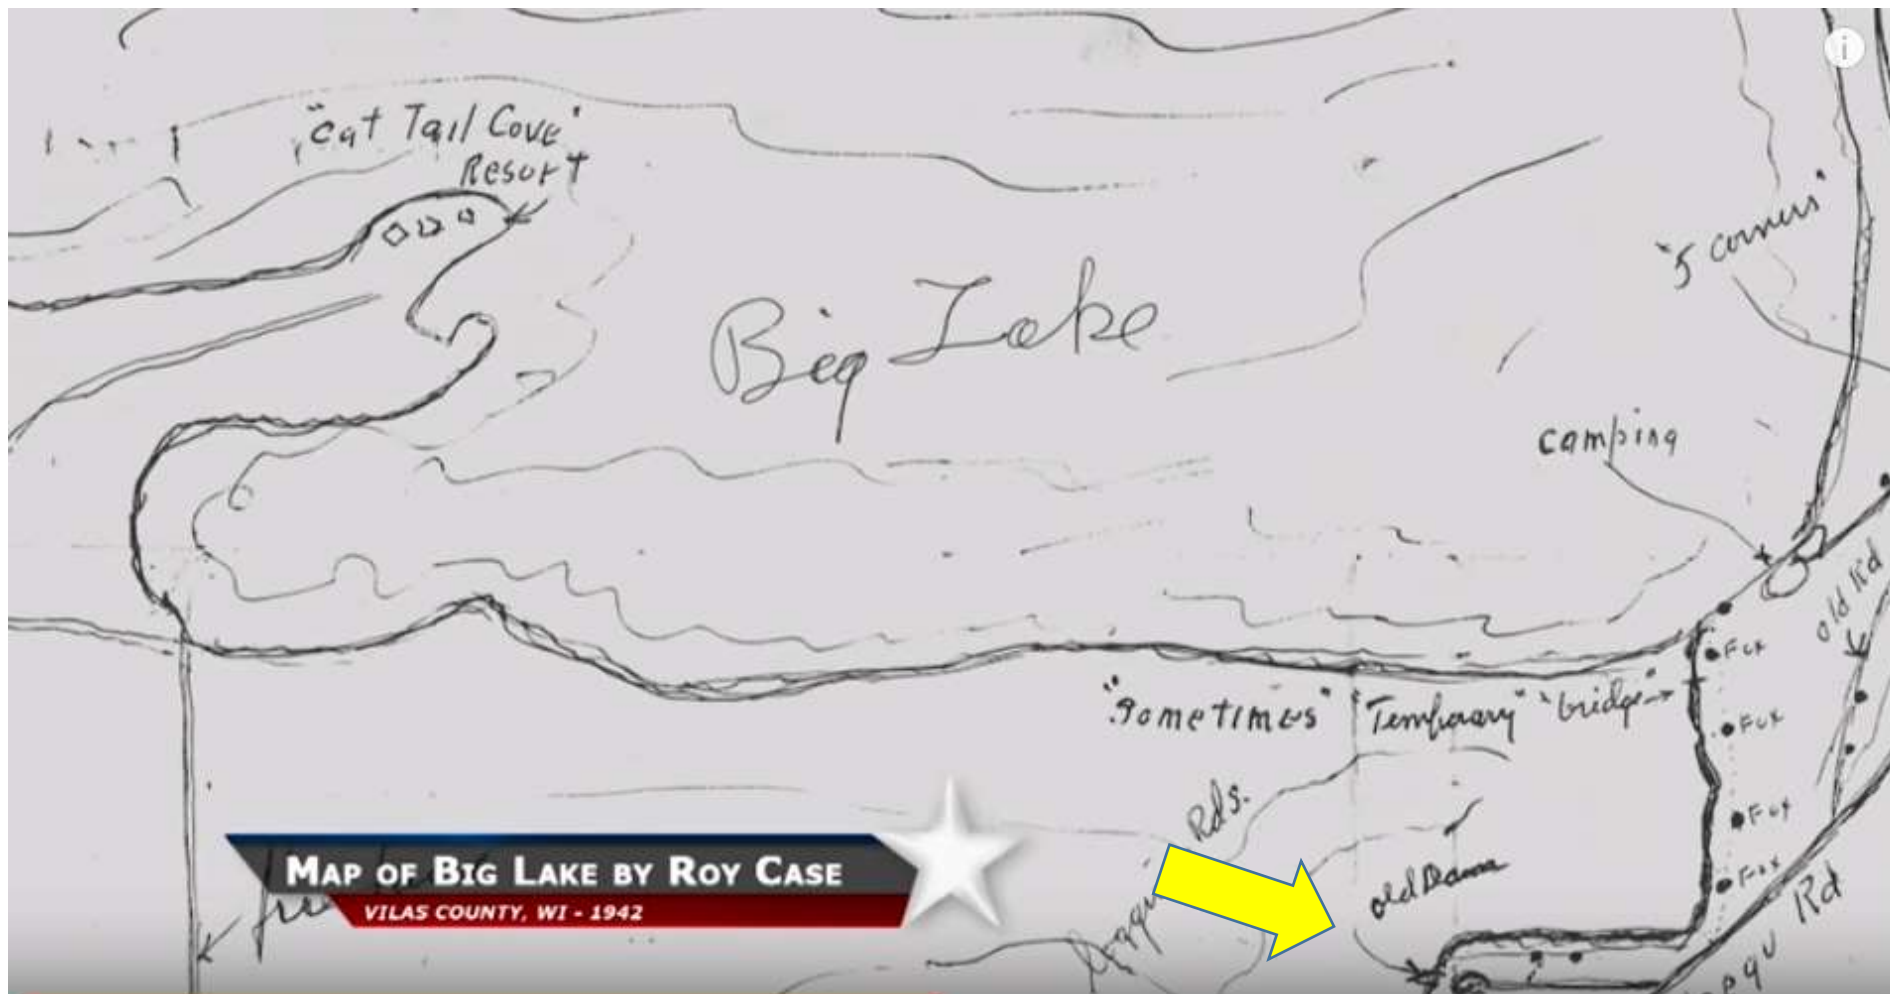 "Cat Tail Cove"
Resort
"5 corners"
Big Lake
camping
old Rd
Fox
"Sometimes" "Temporary" "bridge"
Fox
Rds.
Fox
MAP OF BIG LAKE BY ROY CASE
old Dam
Fox
VILAS COUNTY, WI - 1942
Rd